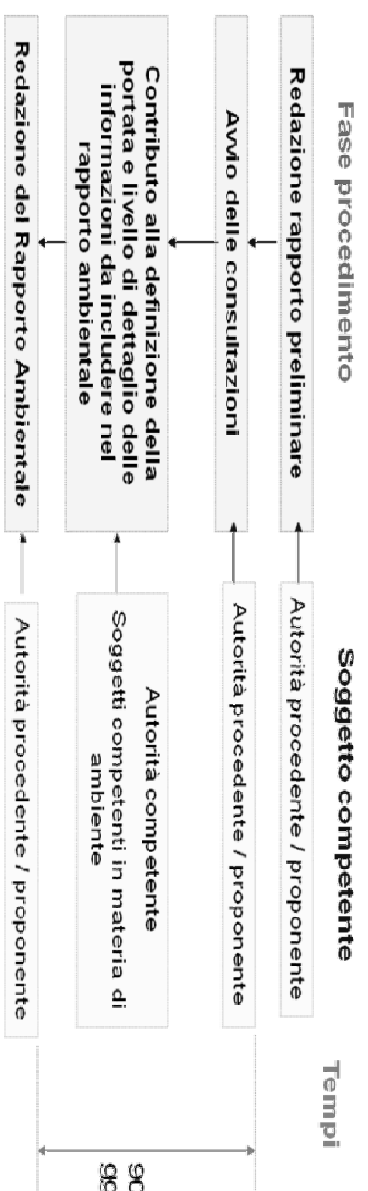 Fase procedimento
Soggetto competente
Tempi
Redazione rapporto preliminare
Autorità procedente / proponente
Avvio delle consultazioni
Autorità procedente / proponente
Contributo alla definizione della
portata e livello di dettaglio delle
informazioni da includere nel
rapporto ambientale
Autorità competente
Soggetti competenti in materia di
ambiente
90
gg
Redazione del Rapporto Ambientale
Autorità procedente / proponente